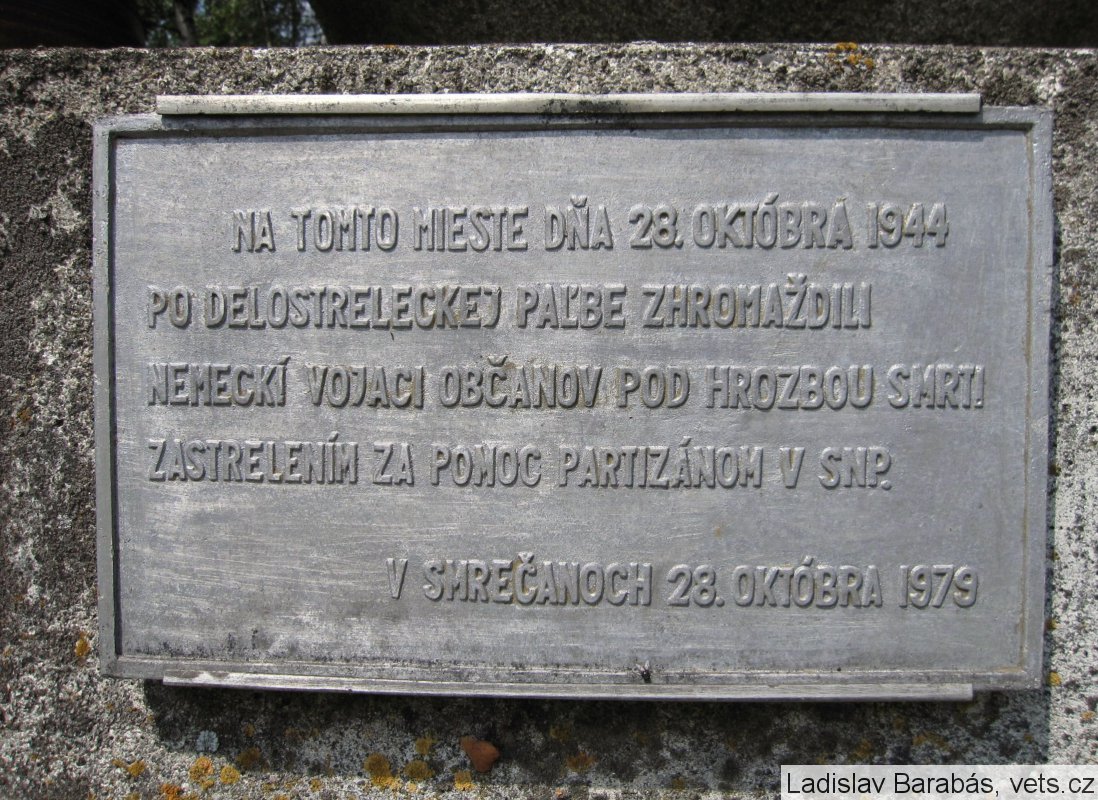 NA TOMTO MIESTE DŇA 28. OKTÓBRA 1944
PO DELOSTRELECKEJ PAĽBE ZHROMAŽDILI
NEMECKÍ VOJACI OBČANOV POD HROZBOU SMRTI
ZASTRELENÍM ZA POMOC PARTIZÁNOM V SNP.
V SMREČANOCH 28. OKTÓBRA 1979
Ladislav Barabás, vets.cz